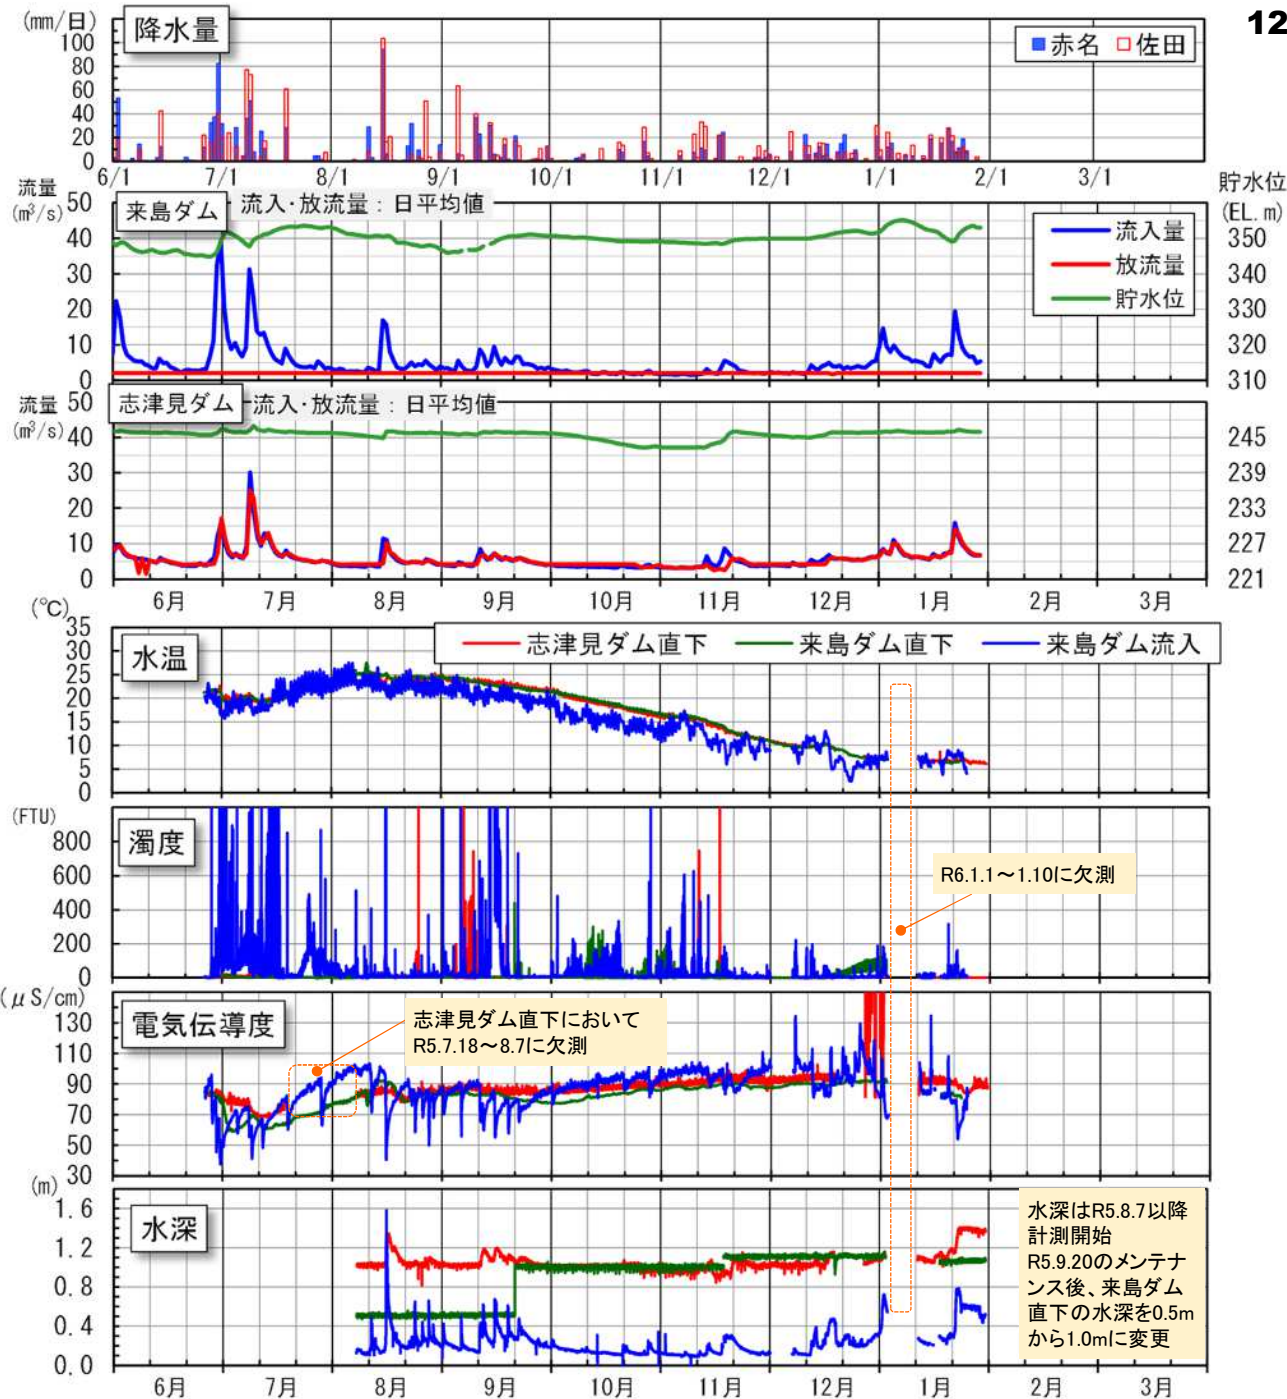 12
(mm/日)
降水量
赤名 佐田
100
80
60
40
20
0
6/1 7/1 8/1 9/1 10/1 11/1 12/1 1/1 2/1 3/1
流量
(m³/s)
貯水位
(EL. m)
来島ダム 流入・放流量：日平均値
流入量
放流量
貯水位
50
40
30
20
10
0
350
340
330
320
310
流量
(m³/s)
志津見ダム 流入・放流量：日平均値
50
40
30
20
10
0
245
239
233
227
221
6月 7月 8月 9月 10月 11月 12月 1月 2月 3月
(℃)
水温
志津見ダム直下 来島ダム直下 来島ダム流入
35
30
25
20
15
10
5
0
(FTU)
濁度
800
600
400
200
0
R6.1.1～1.10に欠測
(μS/cm)
電気伝導度
志津見ダム直下において
R5.7.18～8.7に欠測
130
110
90
70
50
30
(m)
水深
1.6
1.2
0.8
0.4
0.0
水深はR5.8.7以降
計測開始
R5.9.20のメンテナ
ンス後、来島ダム
直下の水深を0.5m
から1.0mに変更
6月 7月 8月 9月 10月 11月 12月 1月 2月 3月